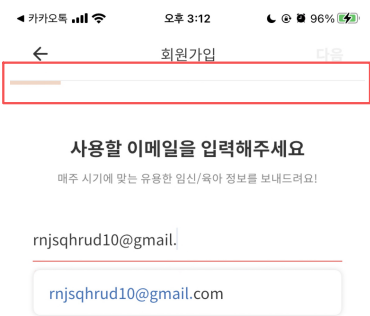 ◀ 카카오톡 오후 3:12 96%
회원가입 다음
사용할 이메일을 입력해주세요
매주 시기에 맞는 유용한 임신/육아 정보를 보내드려요!
rnjsqhrud10@gmail.
rnjsqhrud10@gmail.com